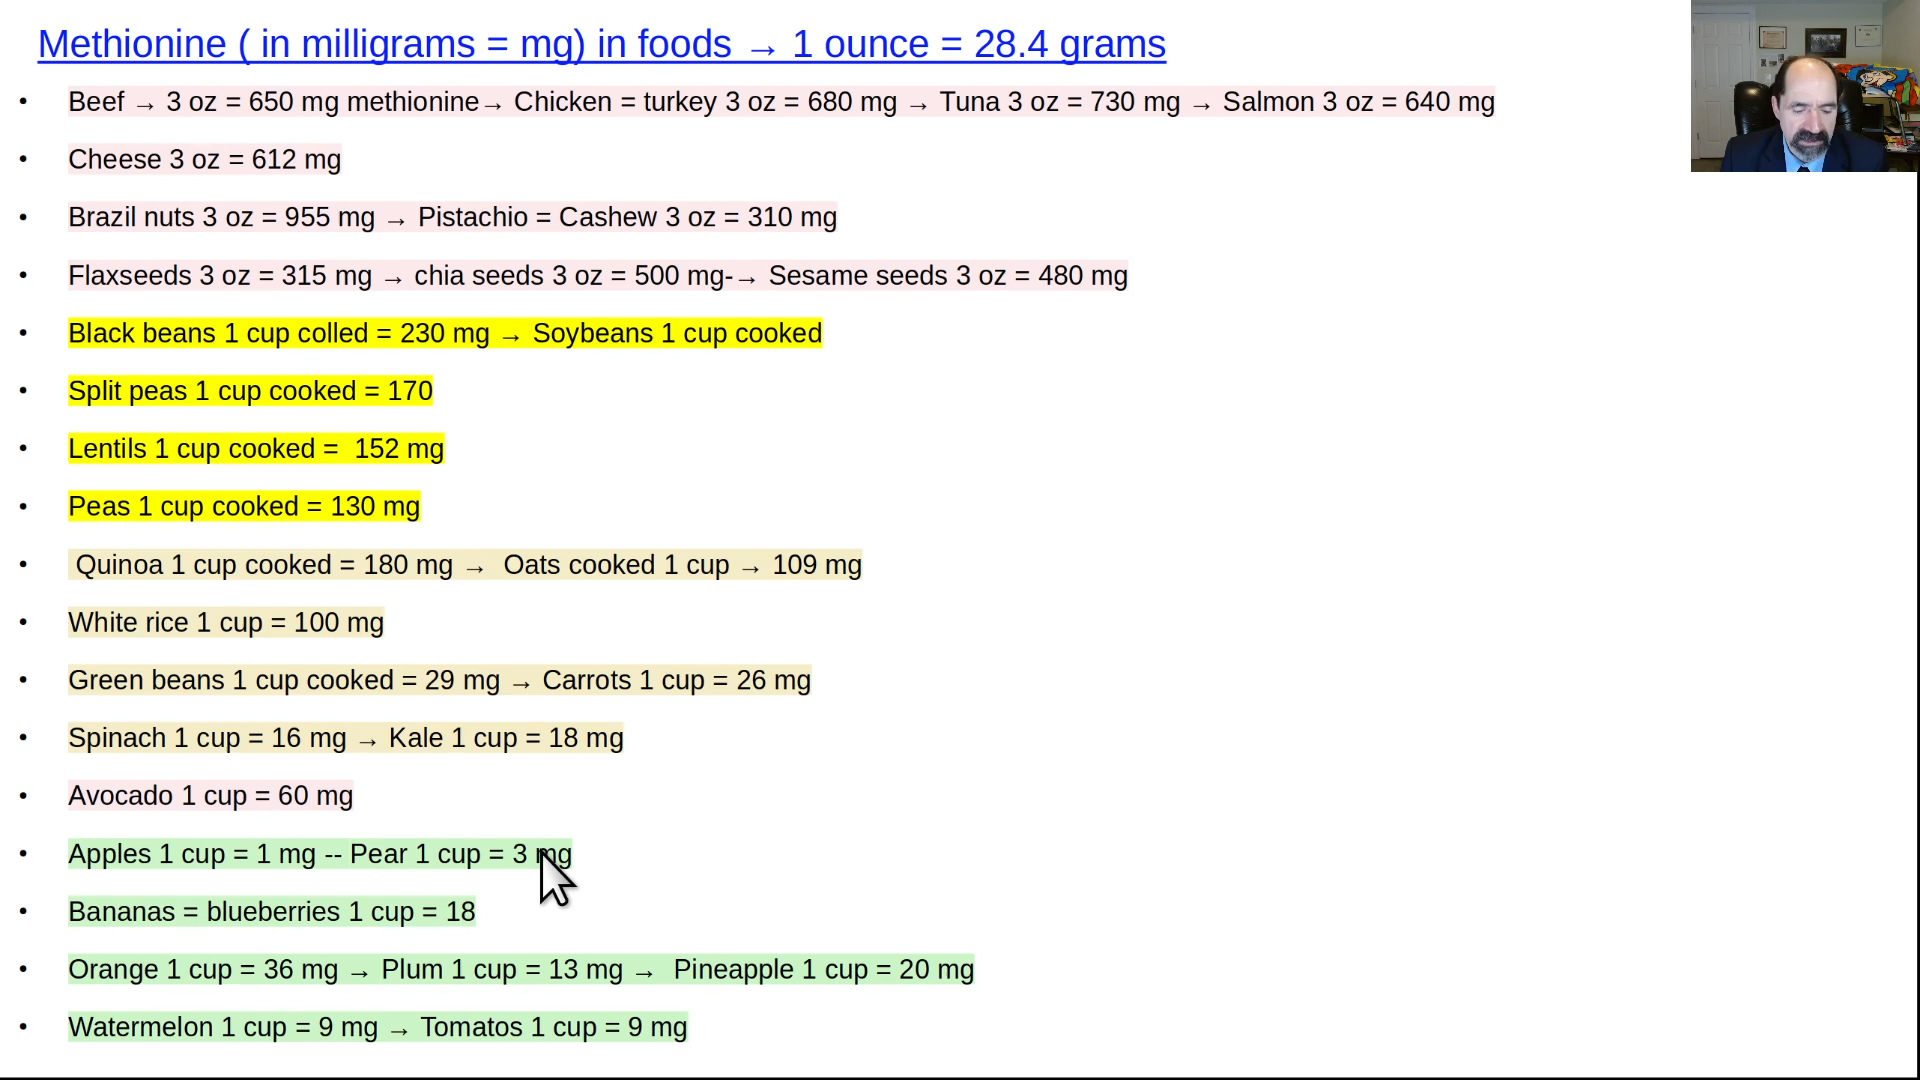 Methionine ( in milligrams = mg) in foods → 1 ounce = 28.4 grams
• Beef → 3 oz = 650 mg methionine→ Chicken = turkey 3 oz = 680 mg → Tuna 3 oz = 730 mg → Salmon 3 oz = 640 mg
• Cheese 3 oz = 612 mg
• Brazil nuts 3 oz = 955 mg → Pistachio = Cashew 3 oz = 310 mg
• Flaxseeds 3 oz = 315 mg → chia seeds 3 oz = 500 mg-→ Sesame seeds 3 oz = 480 mg
• Black beans 1 cup colled = 230 mg → Soybeans 1 cup cooked
• Split peas 1 cup cooked = 170
• Lentils 1 cup cooked = 152 mg
• Peas 1 cup cooked = 130 mg
• Quinoa 1 cup cooked = 180 mg → Oats cooked 1 cup → 109 mg
• White rice 1 cup = 100 mg
• Green beans 1 cup cooked = 29 mg → Carrots 1 cup = 26 mg
• Spinach 1 cup = 16 mg → Kale 1 cup = 18 mg
• Avocado 1 cup = 60 mg
• Apples 1 cup = 1 mg -- Pear 1 cup = 3 mg
• Bananas = blueberries 1 cup = 18
• Orange 1 cup = 36 mg → Plum 1 cup = 13 mg → Pineapple 1 cup = 20 mg
• Watermelon 1 cup = 9 mg → Tomatos 1 cup = 9 mg